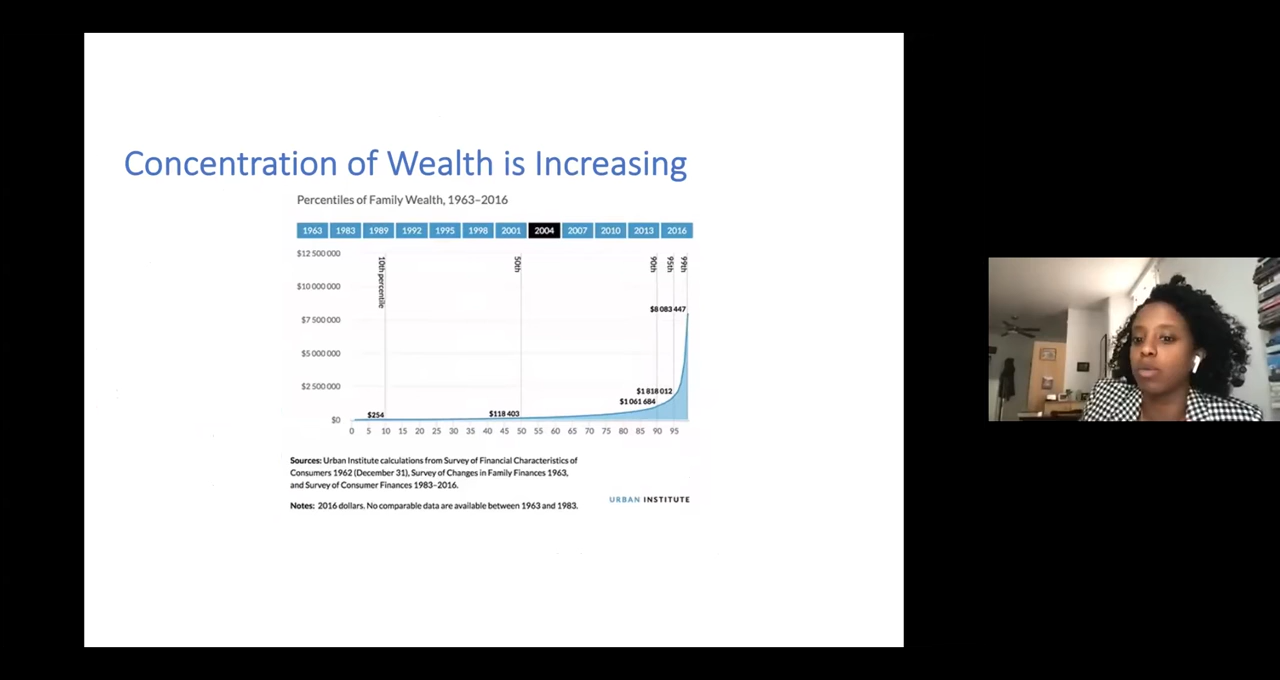 Concentration of Wealth is Increasing
Percentiles of Family Wealth, 1963–2016
1963 1983 1989 1992 1995 1998 2001 2004 2007 2010 2013 2016
$12 500 000
$10 000 000
$7 500 000
$5 000 000
$2 500 000
$0
10th percentile
50th
90th
95th
99th
$254
$118 403
$1 061 684
$1 818 012
$8 083 447
0 5 10 15 20 25 30 35 40 45 50 55 60 65 70 75 80 85 90 95
Sources: Urban Institute calculations from Survey of Financial Characteristics of
Consumers 1962 (December 31), Survey of Changes in Family Finances 1963,
and Survey of Consumer Finances 1983–2016.
URBAN INSTITUTE
Notes: 2016 dollars. No comparable data are available between 1963 and 1983.